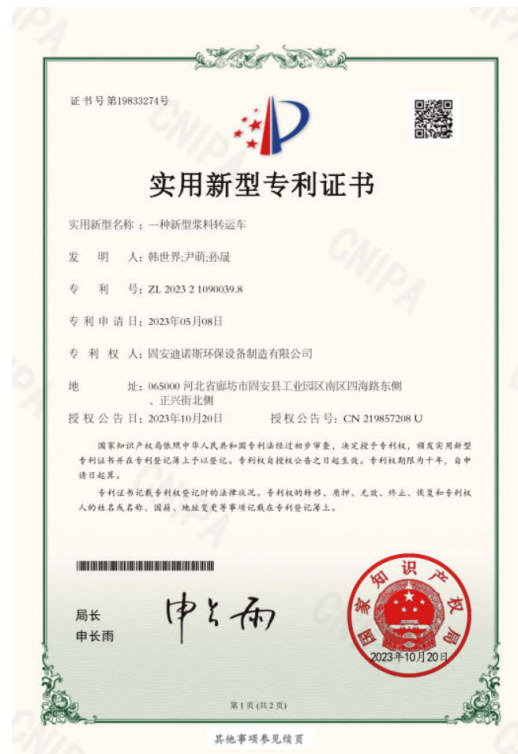 证书号第19833274号
实用新型专利证书
实用新型名称：一种新型浆料转运车
发明人：韩世界;尹萌;孙晟
专利号：ZL 2023 2 1090039.8
专利申请日：2023年05月08日
专利权人：固安迪诺斯环保设备制造有限公司
地址：065000 河北省廊坊市固安县工业园区南区四海路东侧
、正兴街北侧
授权公告日：2023年10月20日 授权公告号：CN 219857208 U
国家知识产权局依照中华人民共和国专利法经过初步审查，决定授予专利权，颁发实用新型
专利证书并在专利登记簿上予以登记。专利权自授权公告之日起生效。专利权期限为十年，自申
请日起算。
专利证书记载专利权登记时的法律状况。专利权的转移、质押、无效、终止、恢复和专利权
人的姓名或名称、国籍、地址变更等事项记载在专利登记簿上。
局长
申长雨
申长雨
国家知识产权局
2023年10月20日
第1页(共2页)
其他事项参见续页
CNIPA
CNIPA